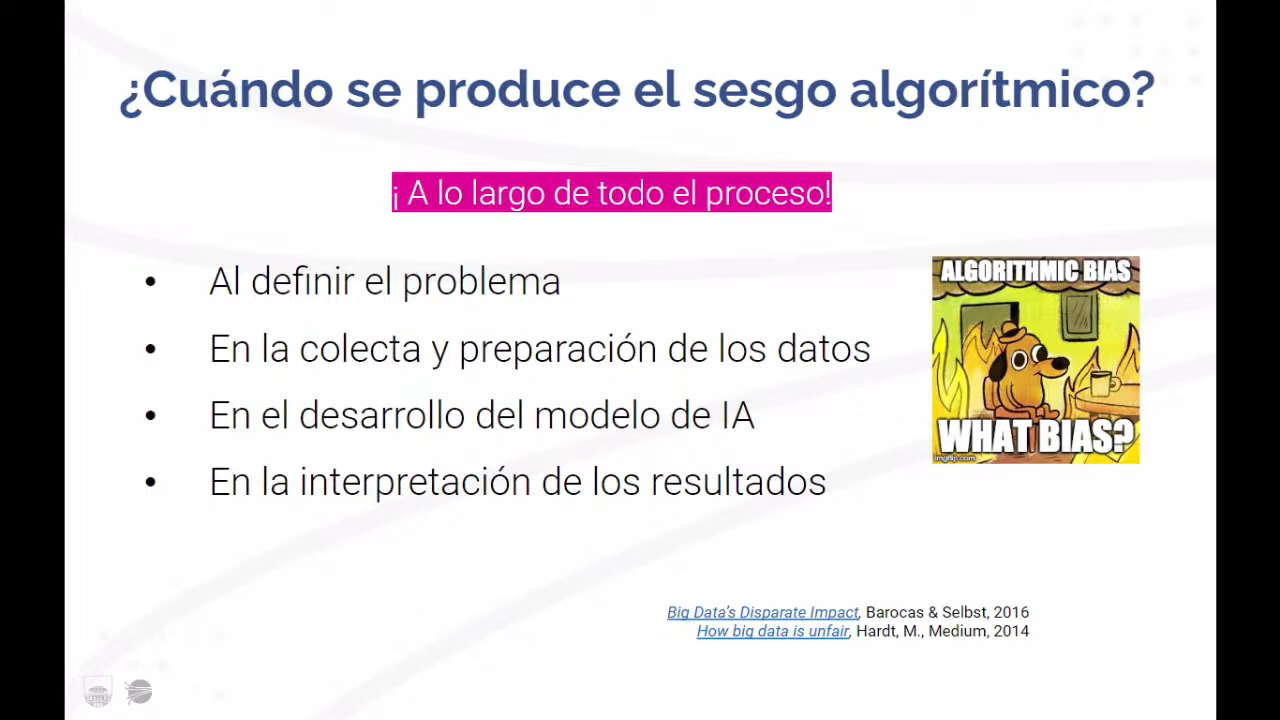 ¿Cuándo se produce el sesgo algorítmico?
¡ A lo largo de todo el proceso!
• Al definir el problema
• En la colecta y preparación de los datos
• En el desarrollo del modelo de IA
• En la interpretación de los resultados
ALGORITHMIC BIAS
WHAT BIAS?
imgflip.com
Big Data's Disparate Impact, Barocas & Selbst, 2016
How big data is unfair, Hardt, M., Medium, 2014